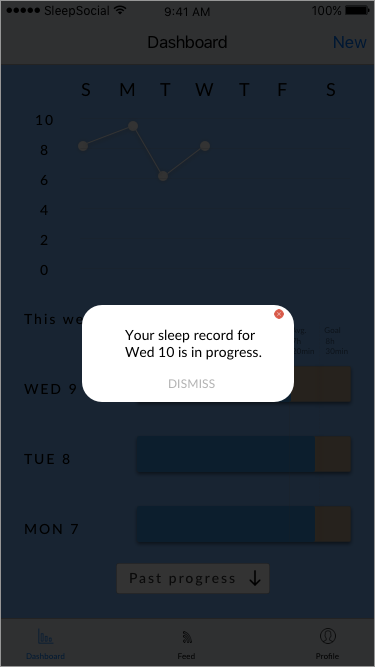 SleepSocial 9:41 AM 100%
Dashboard New
S M T W T F S
10
8
6
4
2
0
This we
Your sleep record for
Wed 10 is in progress.
DISMISS
WED 9
TUE 8
MON 7
Past progress
Dashboard Feed Profile